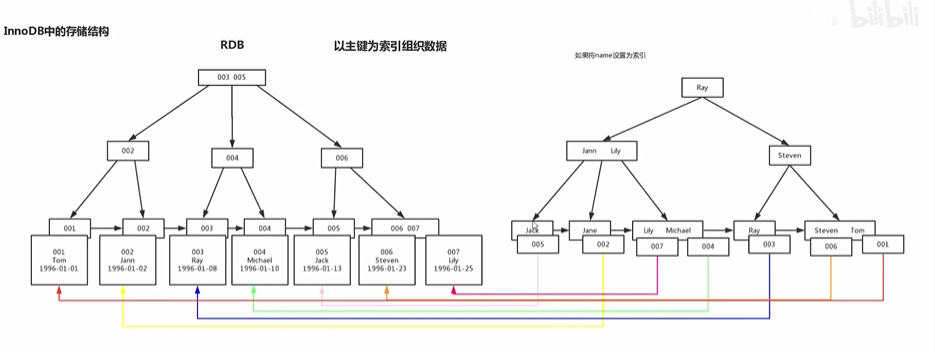 bilibili
InnoDB中的存储结构
RDB
以主键为索引组织数据
如果将name设置为索引
003 005
Ray
002
004
006
Jann Lily
Steven
001
002
003
004
005
006 007
Jack
Jane
Lily Michael
Ray
Steven Tom
001
Tom
1996-01-01
002
Jann
1996-01-02
003
Ray
1996-01-08
004
Michael
1996-01-10
005
Jack
1996-01-13
006
Steven
1996-01-23
007
Lily
1996-01-25
005
002
007
004
003
006
001